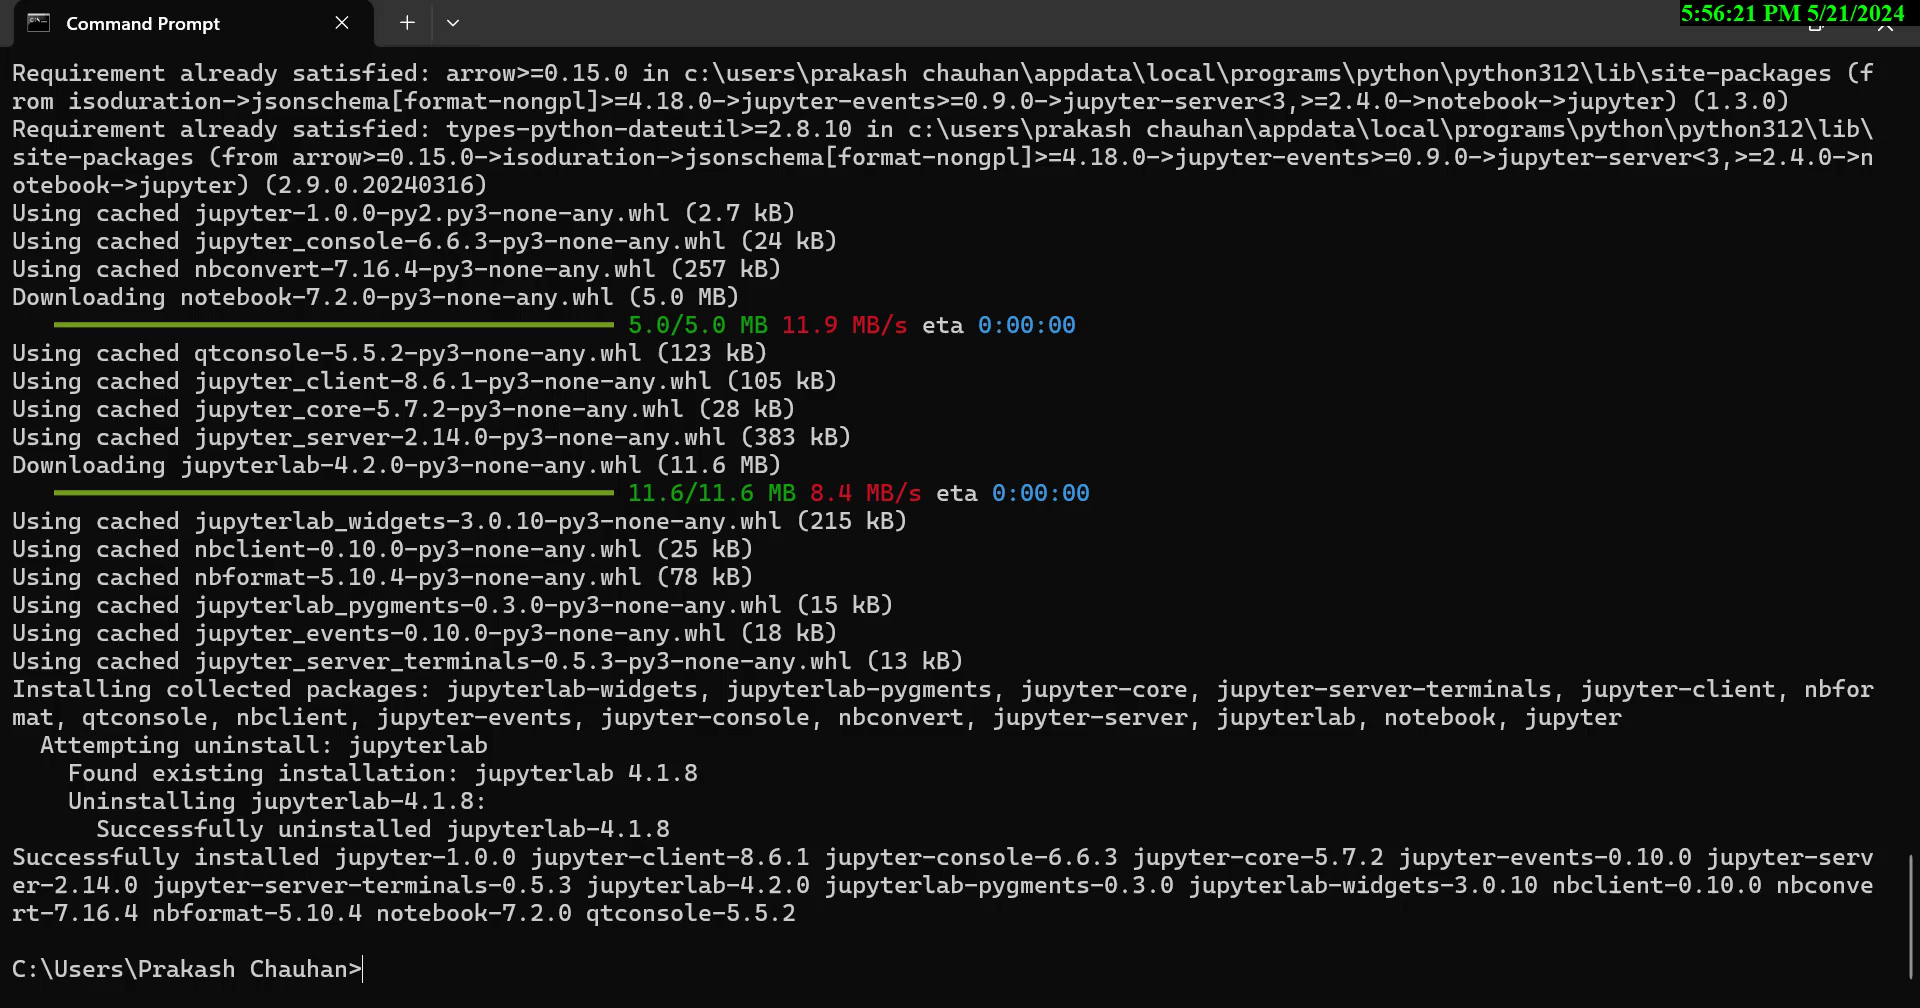 Command Prompt
5:56:21 PM 5/21/2024
Requirement already satisfied: arrow>=0.15.0 in c:\users\prakash chauhan\appdata\local\programs\python\python312\lib\site-packages (f
rom isoduration->jsonschema[format-nongpl]>=4.18.0->jupyter-events>=0.9.0->jupyter-server<3,>=2.4.0->notebook->jupyter) (1.3.0)
Requirement already satisfied: types-python-dateutil>=2.8.10 in c:\users\prakash chauhan\appdata\local\programs\python\python312\lib\
site-packages (from arrow>=0.15.0->isoduration->jsonschema[format-nongpl]>=4.18.0->jupyter-events>=0.9.0->jupyter-server<3,>=2.4.0->n
otebook->jupyter) (2.9.0.20240316)
Using cached jupyter-1.0.0-py2.py3-none-any.whl (2.7 kB)
Using cached jupyter_console-6.6.3-py3-none-any.whl (24 kB)
Using cached nbconvert-7.16.4-py3-none-any.whl (257 kB)
Downloading notebook-7.2.0-py3-none-any.whl (5.0 MB)
5.0/5.0 MB 11.9 MB/s eta 0:00:00
Using cached qtconsole-5.5.2-py3-none-any.whl (123 kB)
Using cached jupyter_client-8.6.1-py3-none-any.whl (105 kB)
Using cached jupyter_core-5.7.2-py3-none-any.whl (28 kB)
Using cached jupyter_server-2.14.0-py3-none-any.whl (383 kB)
Downloading jupyterlab-4.2.0-py3-none-any.whl (11.6 MB)
11.6/11.6 MB 8.4 MB/s eta 0:00:00
Using cached jupyterlab_widgets-3.0.10-py3-none-any.whl (215 kB)
Using cached nbclient-0.10.0-py3-none-any.whl (25 kB)
Using cached nbformat-5.10.4-py3-none-any.whl (78 kB)
Using cached jupyterlab_pygments-0.3.0-py3-none-any.whl (15 kB)
Using cached jupyter_events-0.10.0-py3-none-any.whl (18 kB)
Using cached jupyter_server_terminals-0.5.3-py3-none-any.whl (13 kB)
Installing collected packages: jupyterlab-widgets, jupyterlab-pygments, jupyter-core, jupyter-server-terminals, jupyter-client, nbfor
mat, qtconsole, nbclient, jupyter-events, jupyter-console, nbconvert, jupyter-server, jupyterlab, notebook, jupyter
Attempting uninstall: jupyterlab
Found existing installation: jupyterlab 4.1.8
Uninstalling jupyterlab-4.1.8:
Successfully uninstalled jupyterlab-4.1.8
Successfully installed jupyter-1.0.0 jupyter-client-8.6.1 jupyter-console-6.6.3 jupyter-core-5.7.2 jupyter-events-0.10.0 jupyter-serv
er-2.14.0 jupyter-server-terminals-0.5.3 jupyterlab-4.2.0 jupyterlab-pygments-0.3.0 jupyterlab-widgets-3.0.10 nbclient-0.10.0 nbconve
rt-7.16.4 nbformat-5.10.4 notebook-7.2.0 qtconsole-5.5.2
C:\Users\Prakash Chauhan>